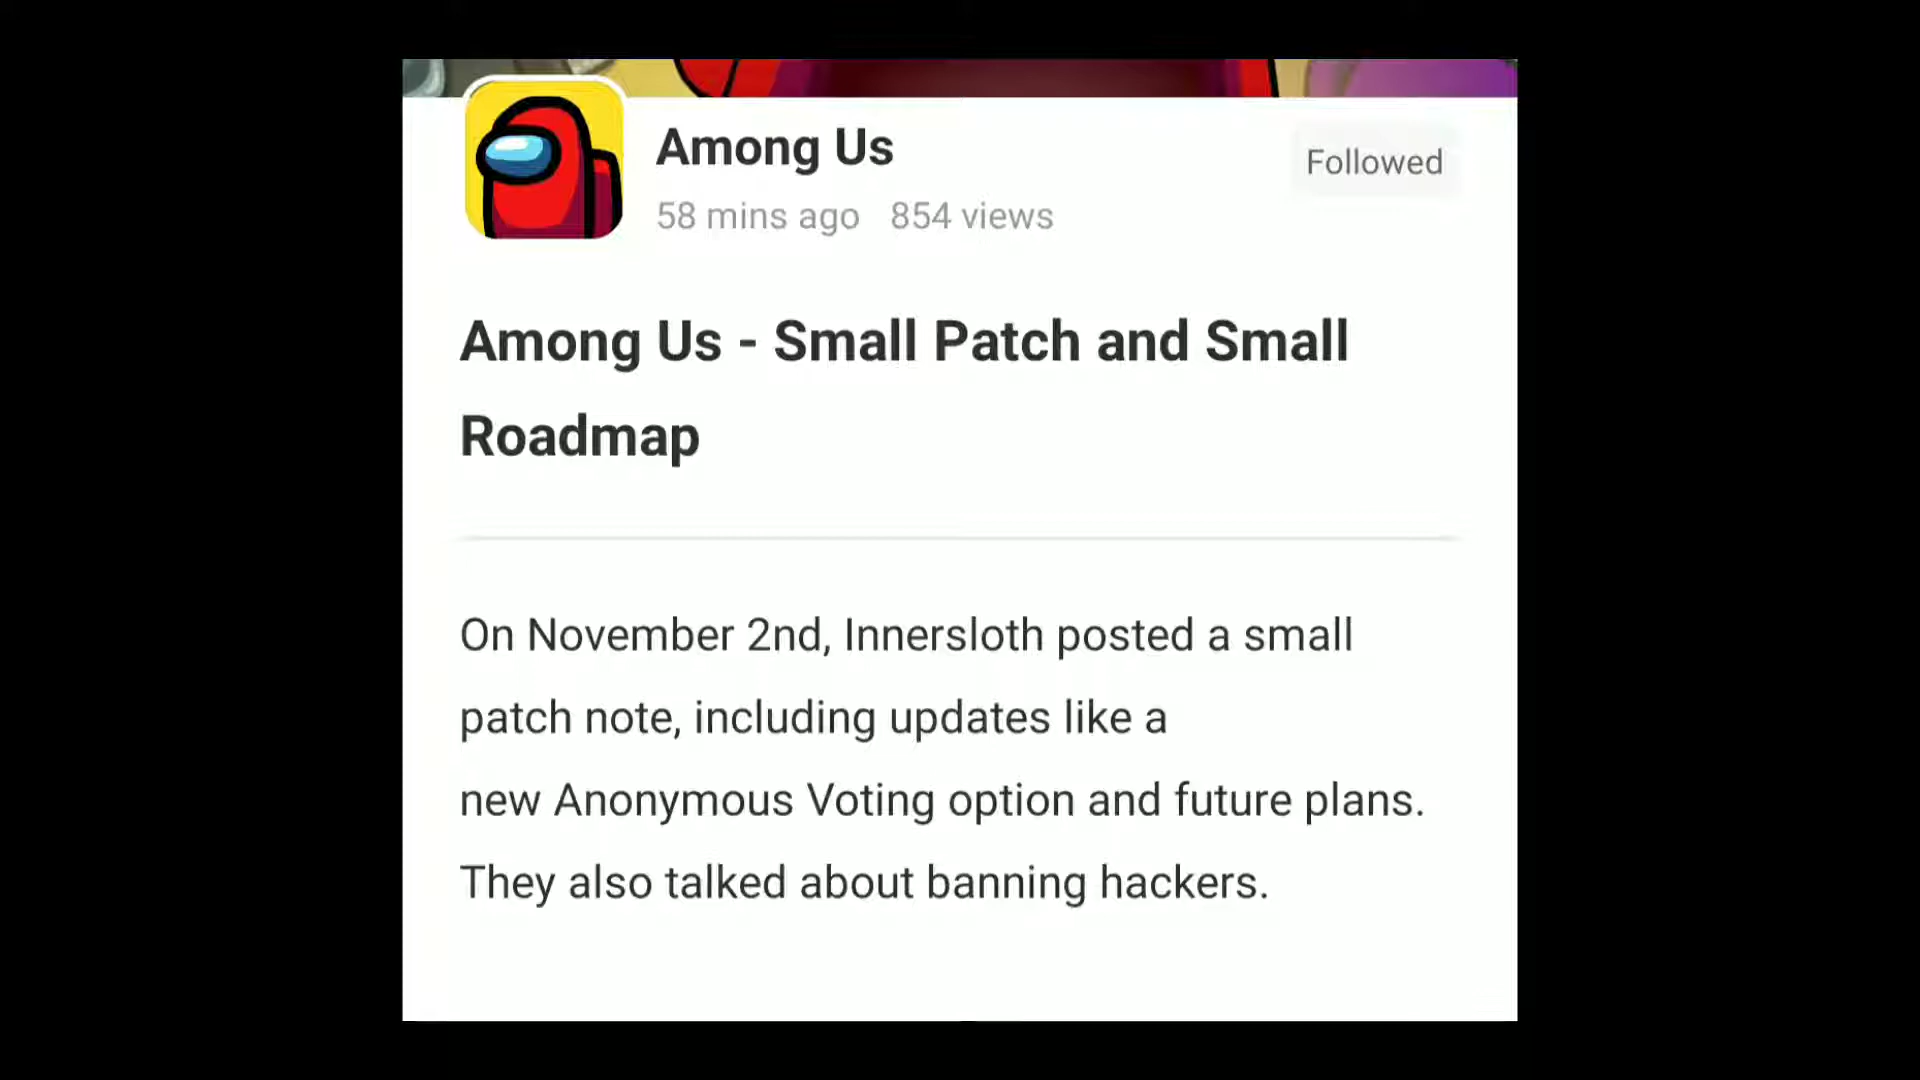 Among Us
Followed
58 mins ago 854 views
Among Us - Small Patch and Small
Roadmap
On November 2nd, Innersloth posted a small
patch note, including updates like a
new Anonymous Voting option and future plans.
They also talked about banning hackers.